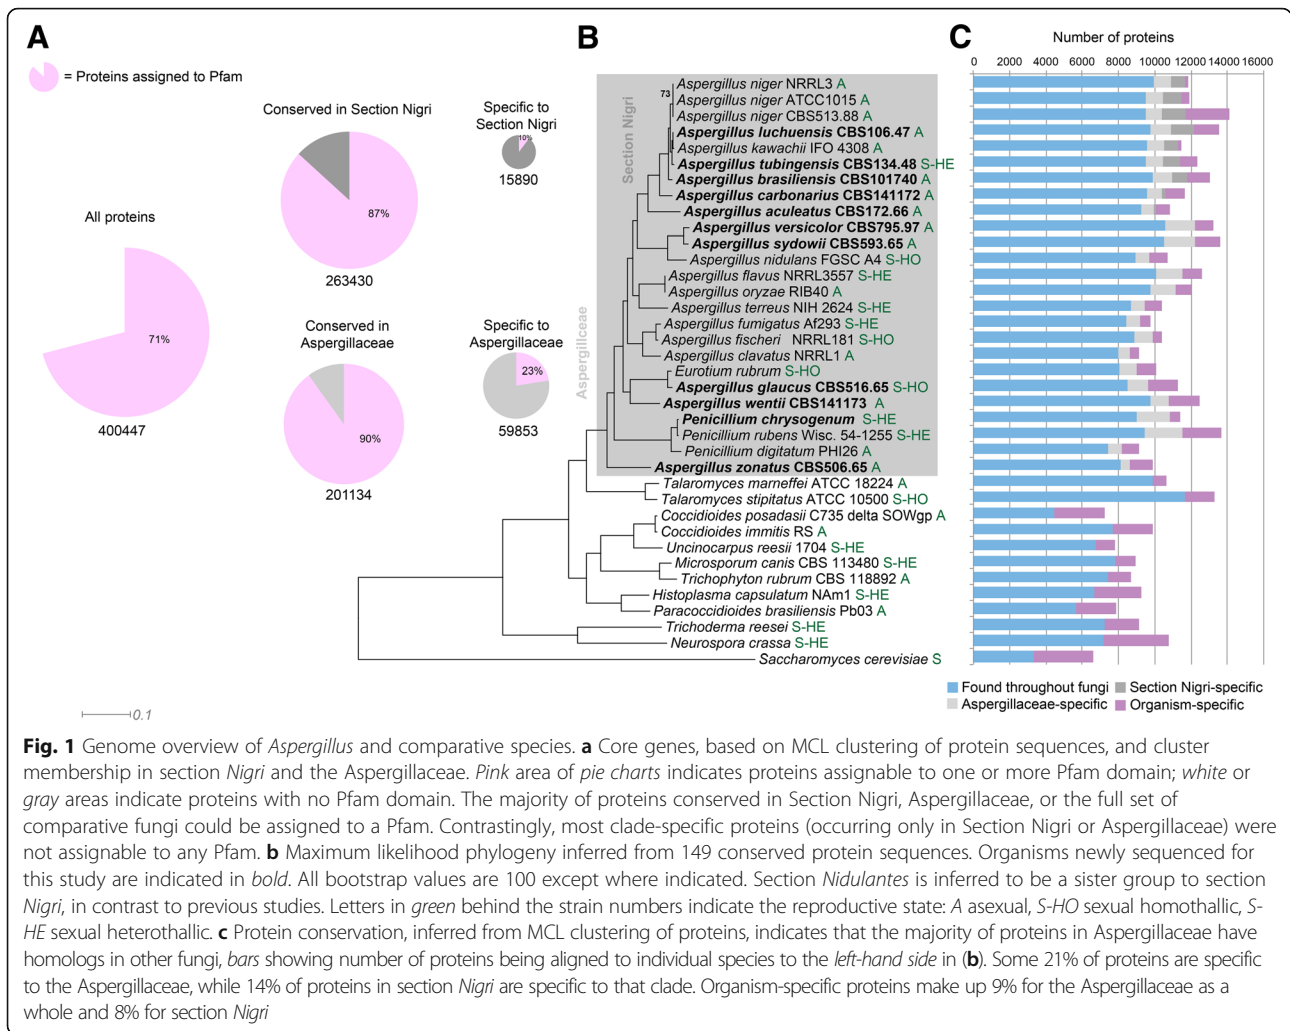 A
= Proteins assigned to Pfam
All proteins
71%
400447
Conserved in Section Nigri
87%
263430
Specific to
Section Nigri
10%
15890
Conserved in
Aspergillaceae
90%
201134
Specific to
Aspergillaceae
23%
59853
B
Section Nigri
Aspergillceae
73
Aspergillus niger NRRL3 A
Aspergillus niger ATCC1015 A
Aspergillus niger CBS513.88 A
Aspergillus luchuensis CBS106.47 A
Aspergillus kawachii IFO 4308 A
Aspergillus tubingensis CBS134.48 S-HE
Aspergillus brasiliensis CBS101740 A
Aspergillus carbonarius CBS141172 A
Aspergillus aculeatus CBS172.66 A
Aspergillus versicolor CBS795.97 A
Aspergillus sydowii CBS593.65 A
Aspergillus nidulans FGSC A4 S-HO
Aspergillus flavus NRRL3557 S-HE
Aspergillus oryzae RIB40 A
Aspergillus terreus NIH 2624 S-HE
Aspergillus fumigatus Af293 S-HE
Aspergillus fischeri NRRL181 S-HO
Aspergillus clavatus NRRL1 A
Eurotium rubrum S-HO
Aspergillus glaucus CBS516.65 S-HO
Aspergillus wentii CBS141173 A
Penicillium chrysogenum S-HE
Penicillium rubens Wisc. 54-1255 S-HE
Penicillium digitatum PHI26 A
Aspergillus zonatus CBS506.65 A
Talaromyces marneffei ATCC 18224 A
Talaromyces stipitatus ATCC 10500 S-HO
Coccidioides posadasii C735 delta SOWgp A
Coccidioides immitis RS A
Uncinocarpus reesii 1704 S-HE
Microsporum canis CBS 113480 S-HE
Trichophyton rubrum CBS 118892 A
Histoplasma capsulatum NAm1 S-HE
Paracoccidioides brasiliensis Pb03 A
Trichoderma reesei S-HE
Neurospora crassa S-HE
Saccharomyces cerevisiae S
0.1
C
Number of proteins
0 2000 4000 6000 8000 10000 12000 14000 16000
Found throughout fungi
Section Nigri-specific
Aspergillaceae-specific
Organism-specific
Fig. 1 Genome overview of Aspergillus and comparative species. a Core genes, based on MCL clustering of protein sequences, and cluster
membership in section Nigri and the Aspergillaceae. Pink area of pie charts indicates proteins assignable to one or more Pfam domain; white or
gray areas indicate proteins with no Pfam domain. The majority of proteins conserved in Section Nigri, Aspergillaceae, or the full set of
comparative fungi could be assigned to a Pfam. Contrastingly, most clade-specific proteins (occurring only in Section Nigri or Aspergillaceae) were
not assignable to any Pfam. b Maximum likelihood phylogeny inferred from 149 conserved protein sequences. Organisms newly sequenced for
this study are indicated in bold. All bootstrap values are 100 except where indicated. Section Nidulantes is inferred to be a sister group to section
Nigri, in contrast to previous studies. Letters in green behind the strain numbers indicate the reproductive state: A asexual, S-HO sexual homothallic, S-
HE sexual heterothallic. c Protein conservation, inferred from MCL clustering of proteins, indicates that the majority of proteins in Aspergillaceae have
homologs in other fungi, bars showing number of proteins being aligned to individual species to the left-hand side in (b). Some 21% of proteins are specific
to the Aspergillaceae, while 14% of proteins in section Nigri are specific to that clade. Organism-specific proteins make up 9% for the Aspergillaceae as a
whole and 8% for section Nigri